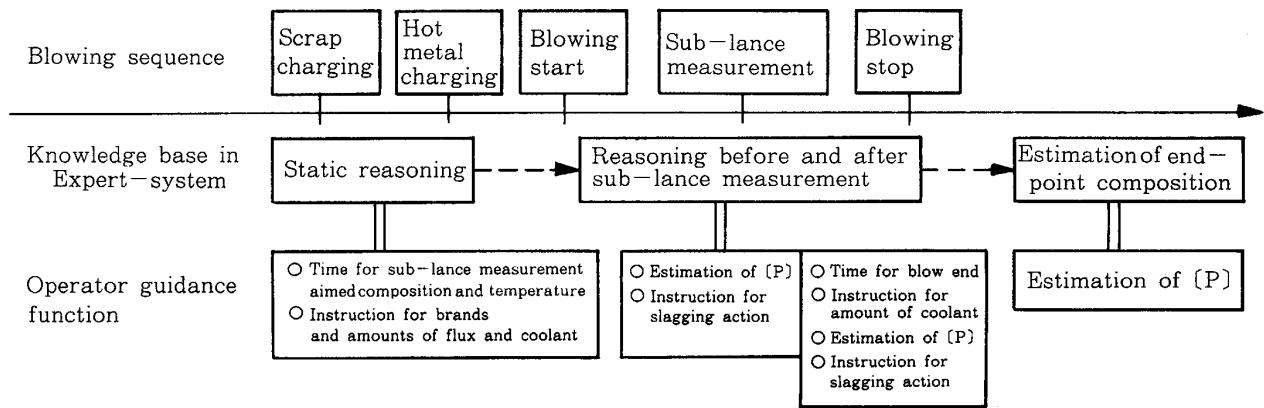 Blowing sequence
Scrap
charging
Hot
metal
charging
Blowing
start
Sub-lance
measurement
Blowing
stop
Knowledge base in
Expert-system
Static reasoning
Reasoning before and after
sub-lance measurement
Estimation of end-
point composition
Operator guidance
function
○ Time for sub-lance measurement
aimed composition and temperature
○ Instruction for brands
and amounts of flux and coolant
○ Estimation of [P]
○ Instruction for
slagging action
○ Time for blow end
○ Instruction for
amount of coolant
○ Estimation of [P]
○ Instruction for
slagging action
Estimation of [P]